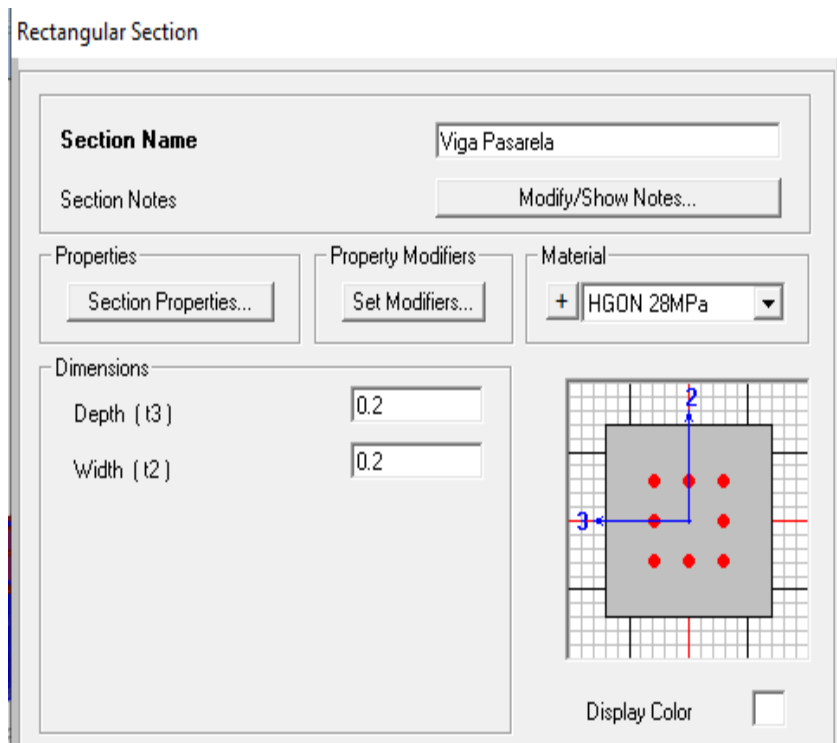 Rectangular Section
Section Name
Viga Pasarela
Section Notes
Modify/Show Notes...
Properties
Section Properties...
Property Modifiers
Set Modifiers...
Material
+
HGON 28MPa
Dimensions
Depth ( t3 )
0.2
Width ( t2 )
0.2
2
3
Display Color